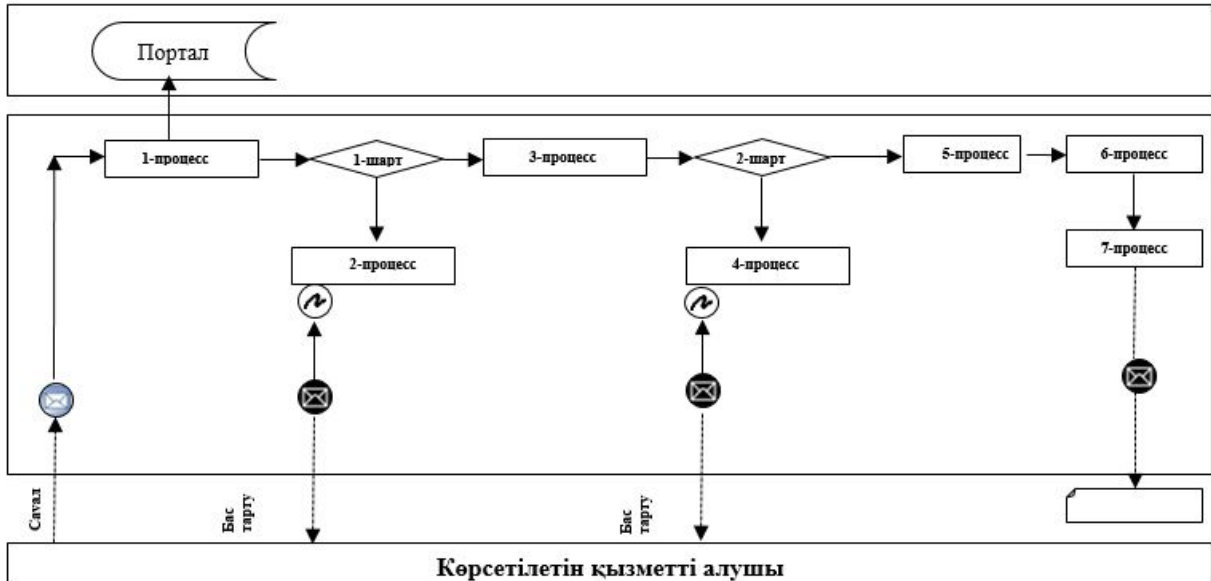 Портал
1-процесс
1-шарт
3-процесс
2-шарт
5-процесс
6-процесс
2-процесс
4-процесс
7-процесс
Сауал
Бас
тарту
Бас
тарту
Көрсетілетін қызметті алушы